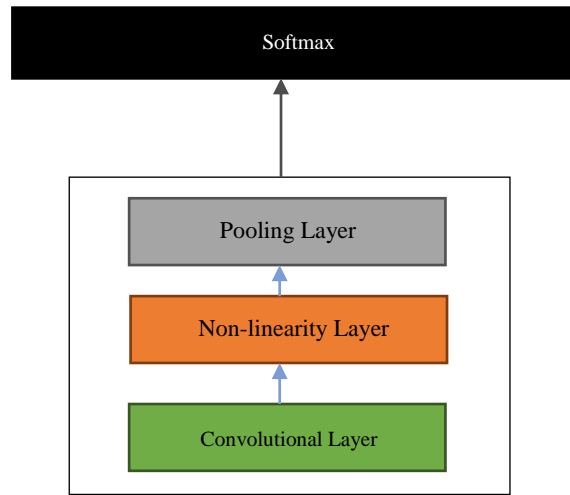 Softmax
Pooling Layer
Non-linearity Layer
Convolutional Layer